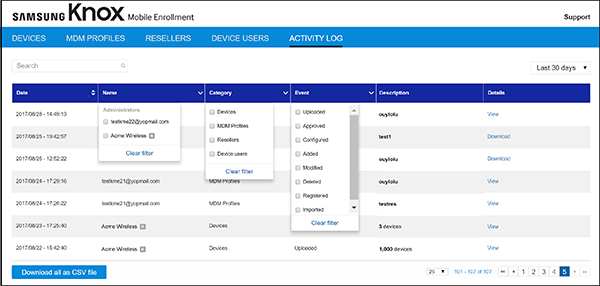 SAMSUNG Knox Mobile Enrollment
Support
DEVICES MDM PROFILES RESELLERS DEVICE USERS ACTIVITY LOG
Search
Last 30 days
Date Name Category Event Description Details
2017/08/28 - 14:49:13 ouylolu View
2017/08/25 - 19:42:57 test1 Download
2017/08/25 - 12:52:22 ouylolu Download
2017/08/24 - 17:29:16 testkme21@yopmail.com MDM Profiles ouylolu View
2017/08/24 - 17:26:22 testkme21@yopmail.com MDM Profiles testres View
2017/08/23 - 17:25:40 Acme Wireless R Devices 3 devices View
2017/08/22 - 15:42:40 Acme Wireless R Devices Uploaded 1,000 devices View
Administrators
testkme22@yopmail.com
Acme Wireless R
Clear filter
Devices
MDM Profiles
Resellers
Device users
Clear filter
Uploaded
Approved
Configured
Added
Modified
Deleted
Registered
Imported
Clear filter
Download all as CSV file
25 101 - 107 of 107 1 2 3 4 5